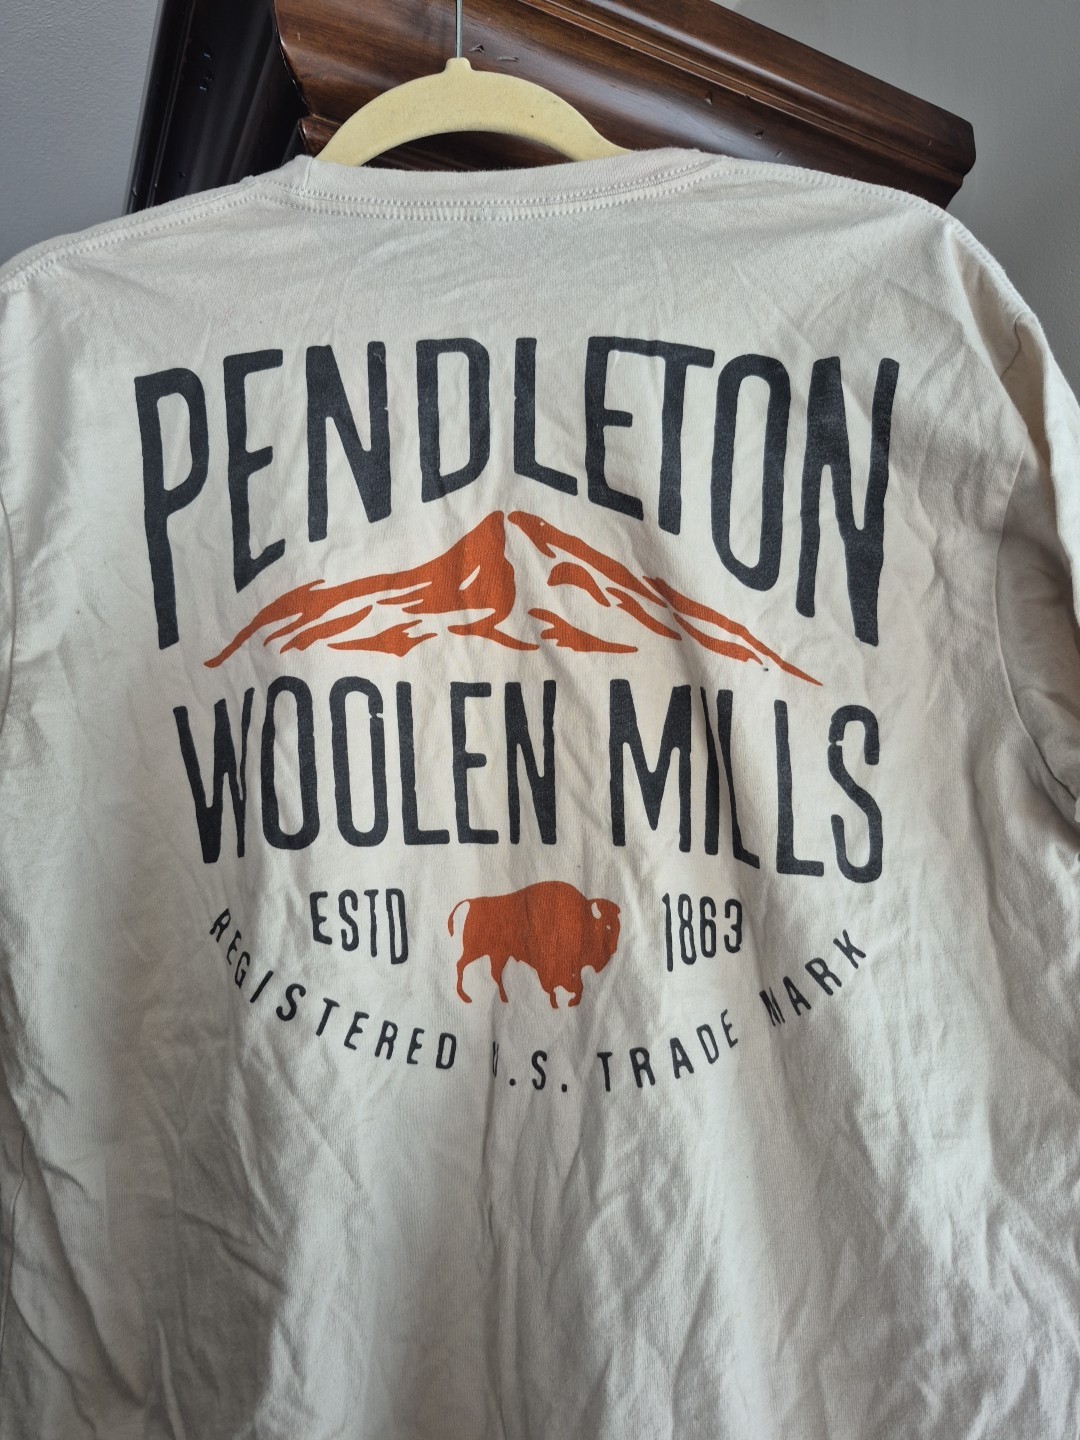 PENDLETON
WOOLEN MILLS
ESTD 1863
REGISTERED U.S. TRADE MARK